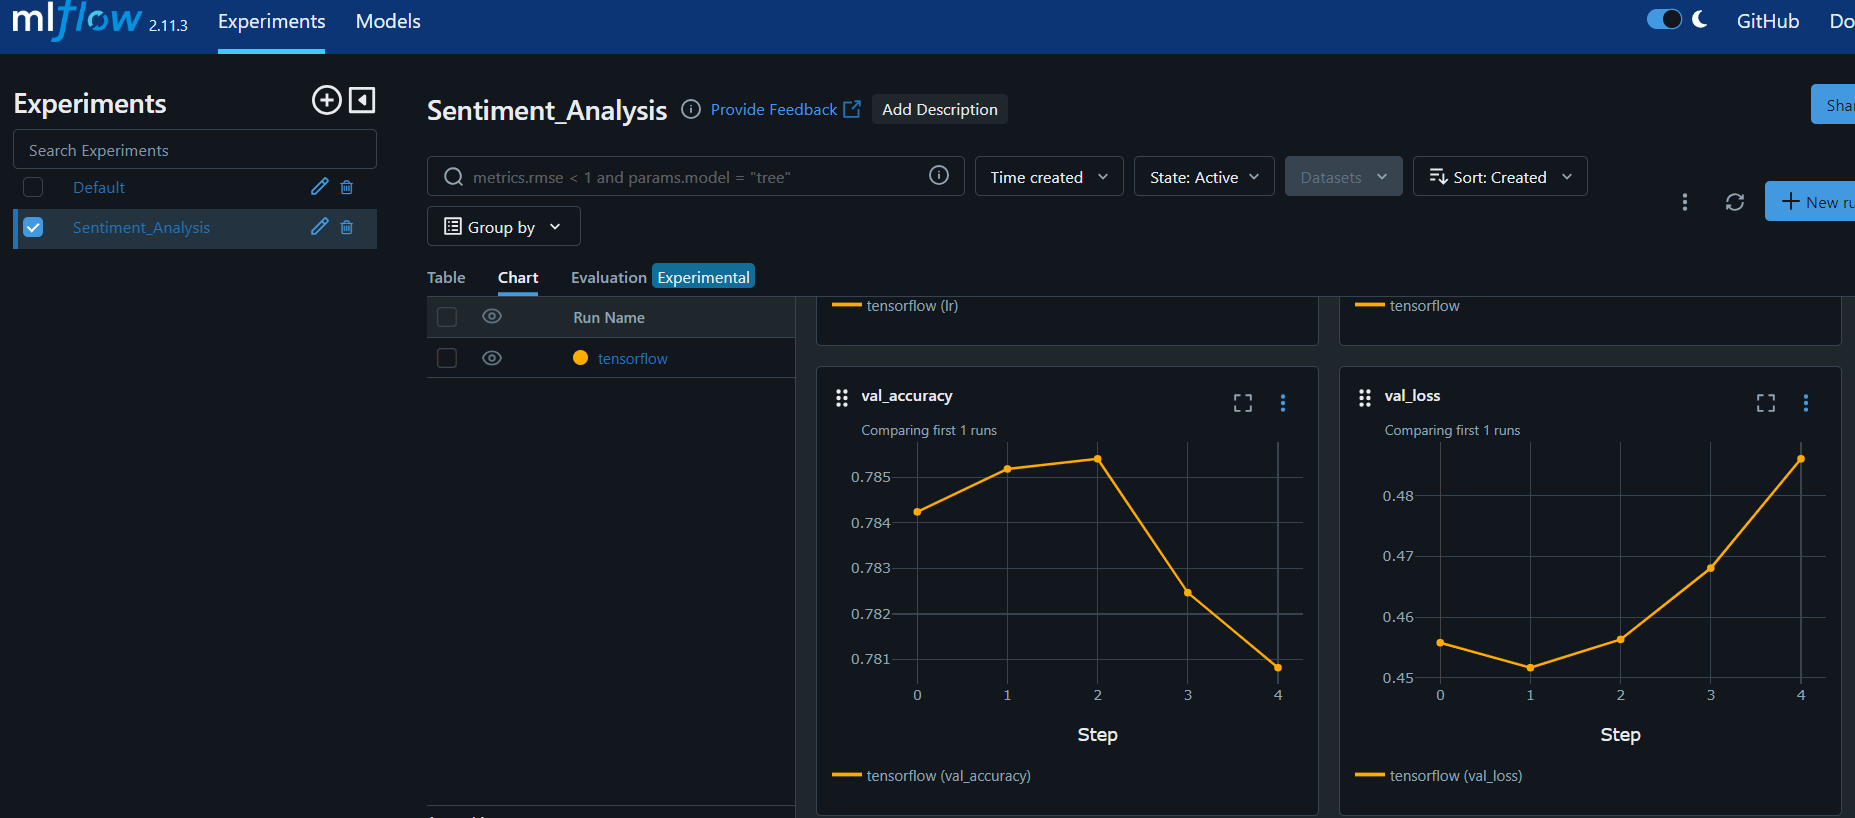 mlflow 2.11.3 Experiments Models GitHub Do
Experiments
Search Experiments
Default
Sentiment_Analysis
Sentiment_Analysis Provide Feedback Add Description
Shar
metrics.rmse < 1 and params.model = "tree"
Time created
State: Active
Datasets
Sort: Created
New ru
Group by
Table Chart Evaluation Experimental
Run Name
tensorflow
tensorflow (lr)
tensorflow
val_accuracy
Comparing first 1 runs
0.785
0.784
0.783
0.782
0.781
0 1 2 3 4
Step
tensorflow (val_accuracy)
val_loss
Comparing first 1 runs
0.48
0.47
0.46
0.45
0 1 2 3 4
Step
tensorflow (val_loss)